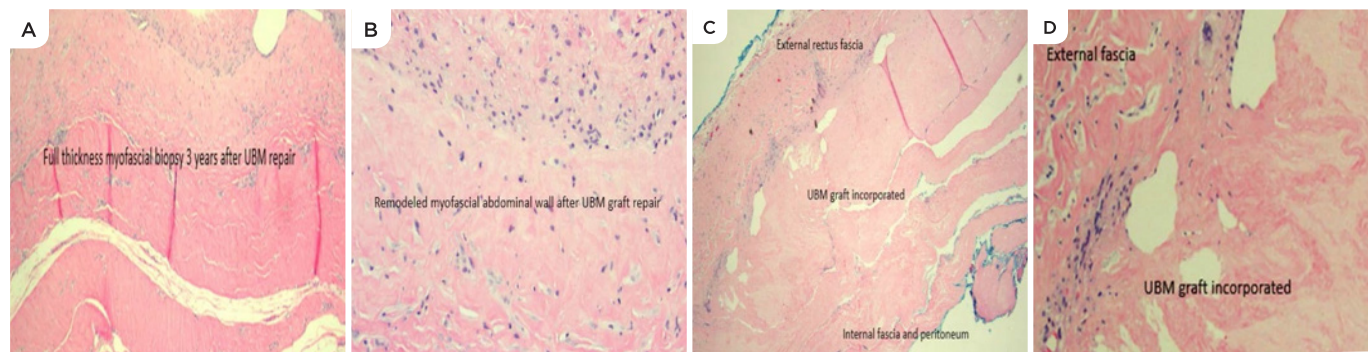 A
Full thickness myofascial biopsy 3 years after UBM repair
B
Remodeled myofascial abdominal wall after UBM graft repair
C
External rectus fascia
UBM graft incorporated
Internal fascia and peritoneum
D
External fascia
UBM graft incorporated